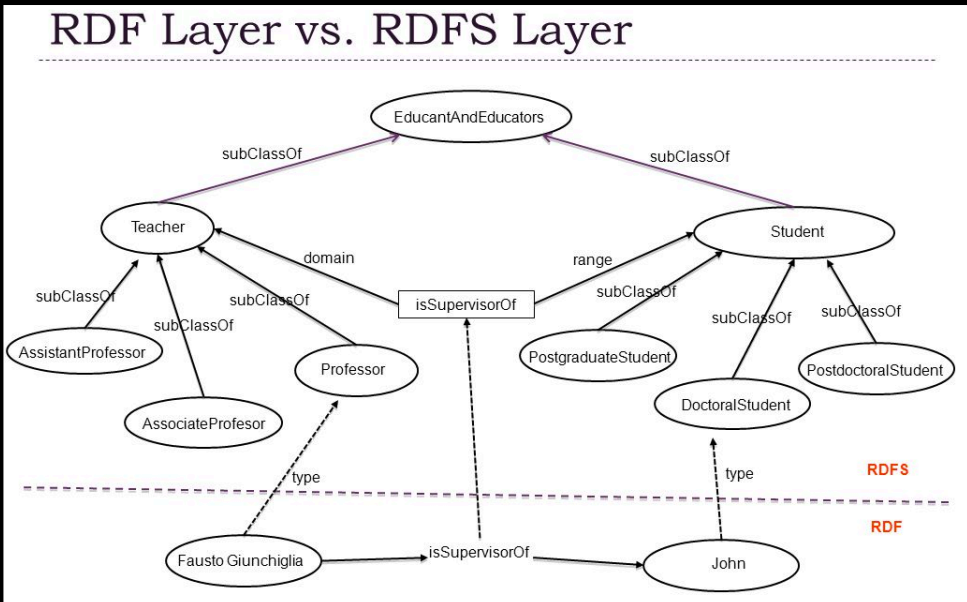 RDF Layer vs. RDFS Layer
EducantAndEducators
subClassOf
subClassOf
Teacher
Student
domain
range
subClassOf
subClassOf
subClassOf
isSupervisorOf
subClassOf
subClassOf
subClassOf
AssistantProfessor
Professor
PostgraduateStudent
PostdoctoralStudent
AssociateProfesor
DoctoralStudent
type
type
RDFS
RDF
Fausto Giunchiglia
isSupervisorOf
John